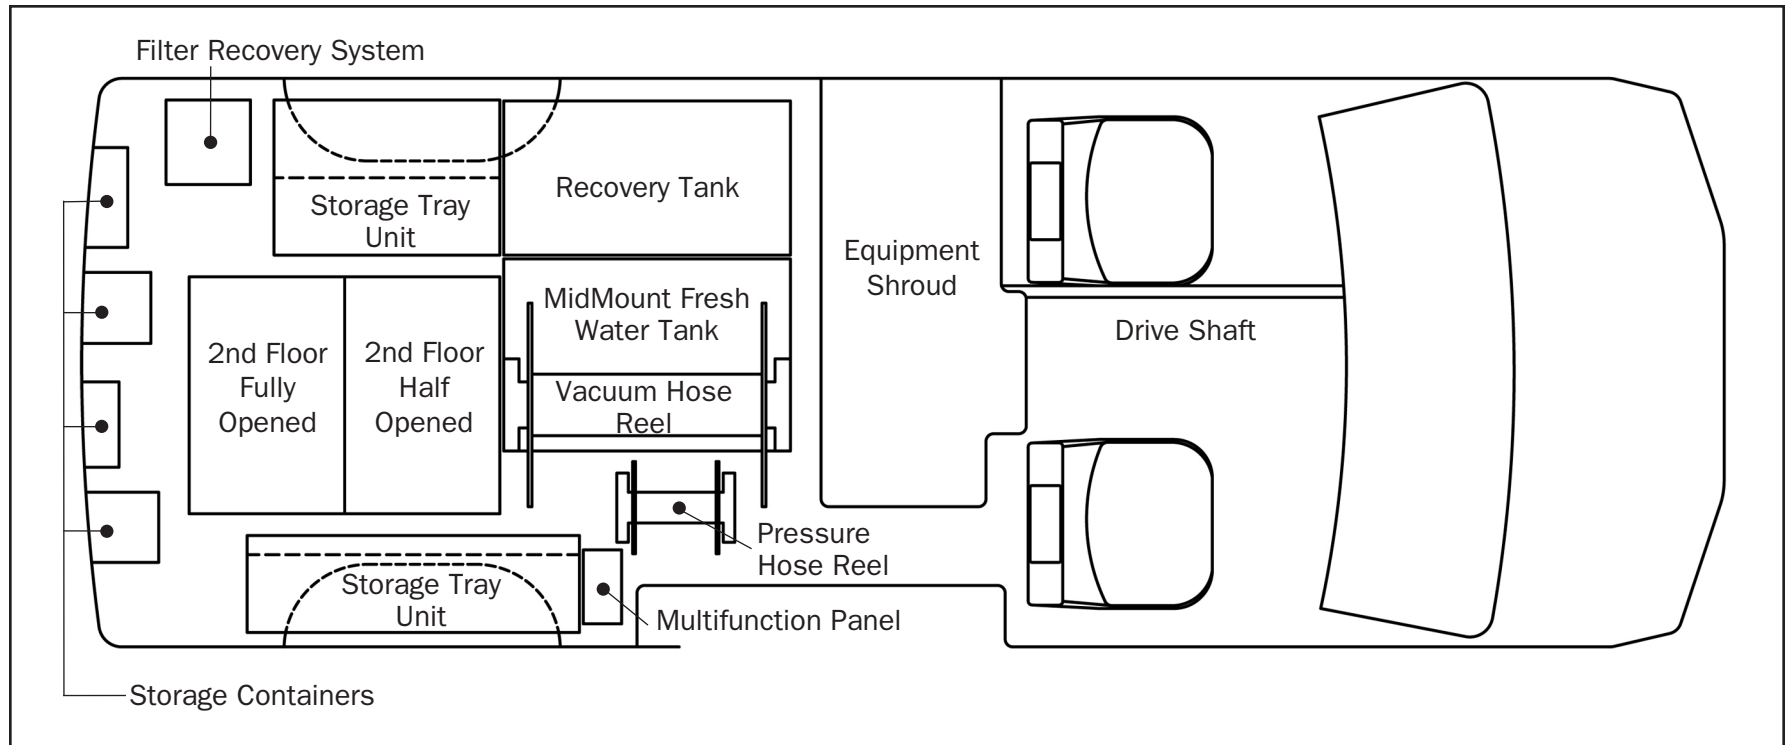 Filter Recovery System
Storage Tray
Unit
Recovery Tank
Equipment
Shroud
MidMount Fresh
Water Tank
Drive Shaft
2nd Floor
Fully
Opened
2nd Floor
Half
Opened
Vacuum Hose
Reel
Pressure
Hose Reel
Storage Tray
Unit
Multifunction Panel
Storage Containers